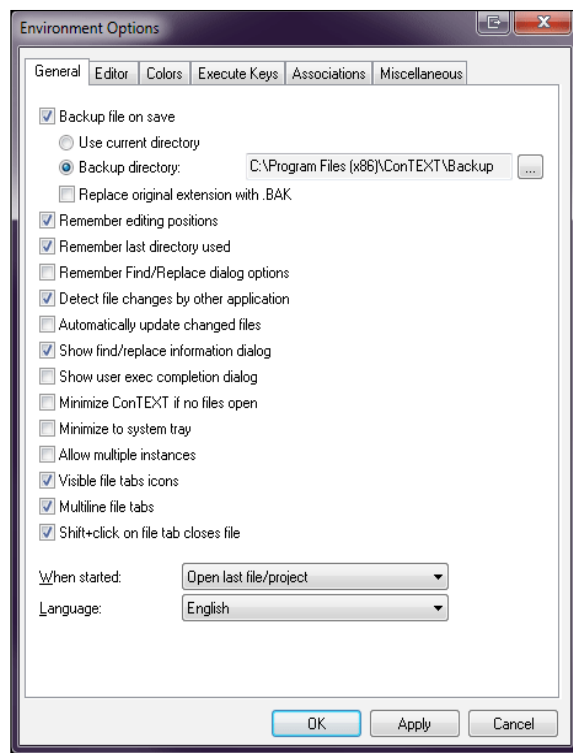 Environment Options
General Editor Colors Execute Keys Associations Miscellaneous
Backup file on save
Use current directory
Backup directory: C:\Program Files (x86)\ConTEXT\Backup ...
Replace original extension with .BAK
Remember editing positions
Remember last directory used
Remember Find/Replace dialog options
Detect file changes by other application
Automatically update changed files
Show find/replace information dialog
Show user exec completion dialog
Minimize ConTEXT if no files open
Minimize to system tray
Allow multiple instances
Visible file tabs icons
Multiline file tabs
Shift+click on file tab closes file
When started: Open last file/project
Language: English
OK Apply Cancel